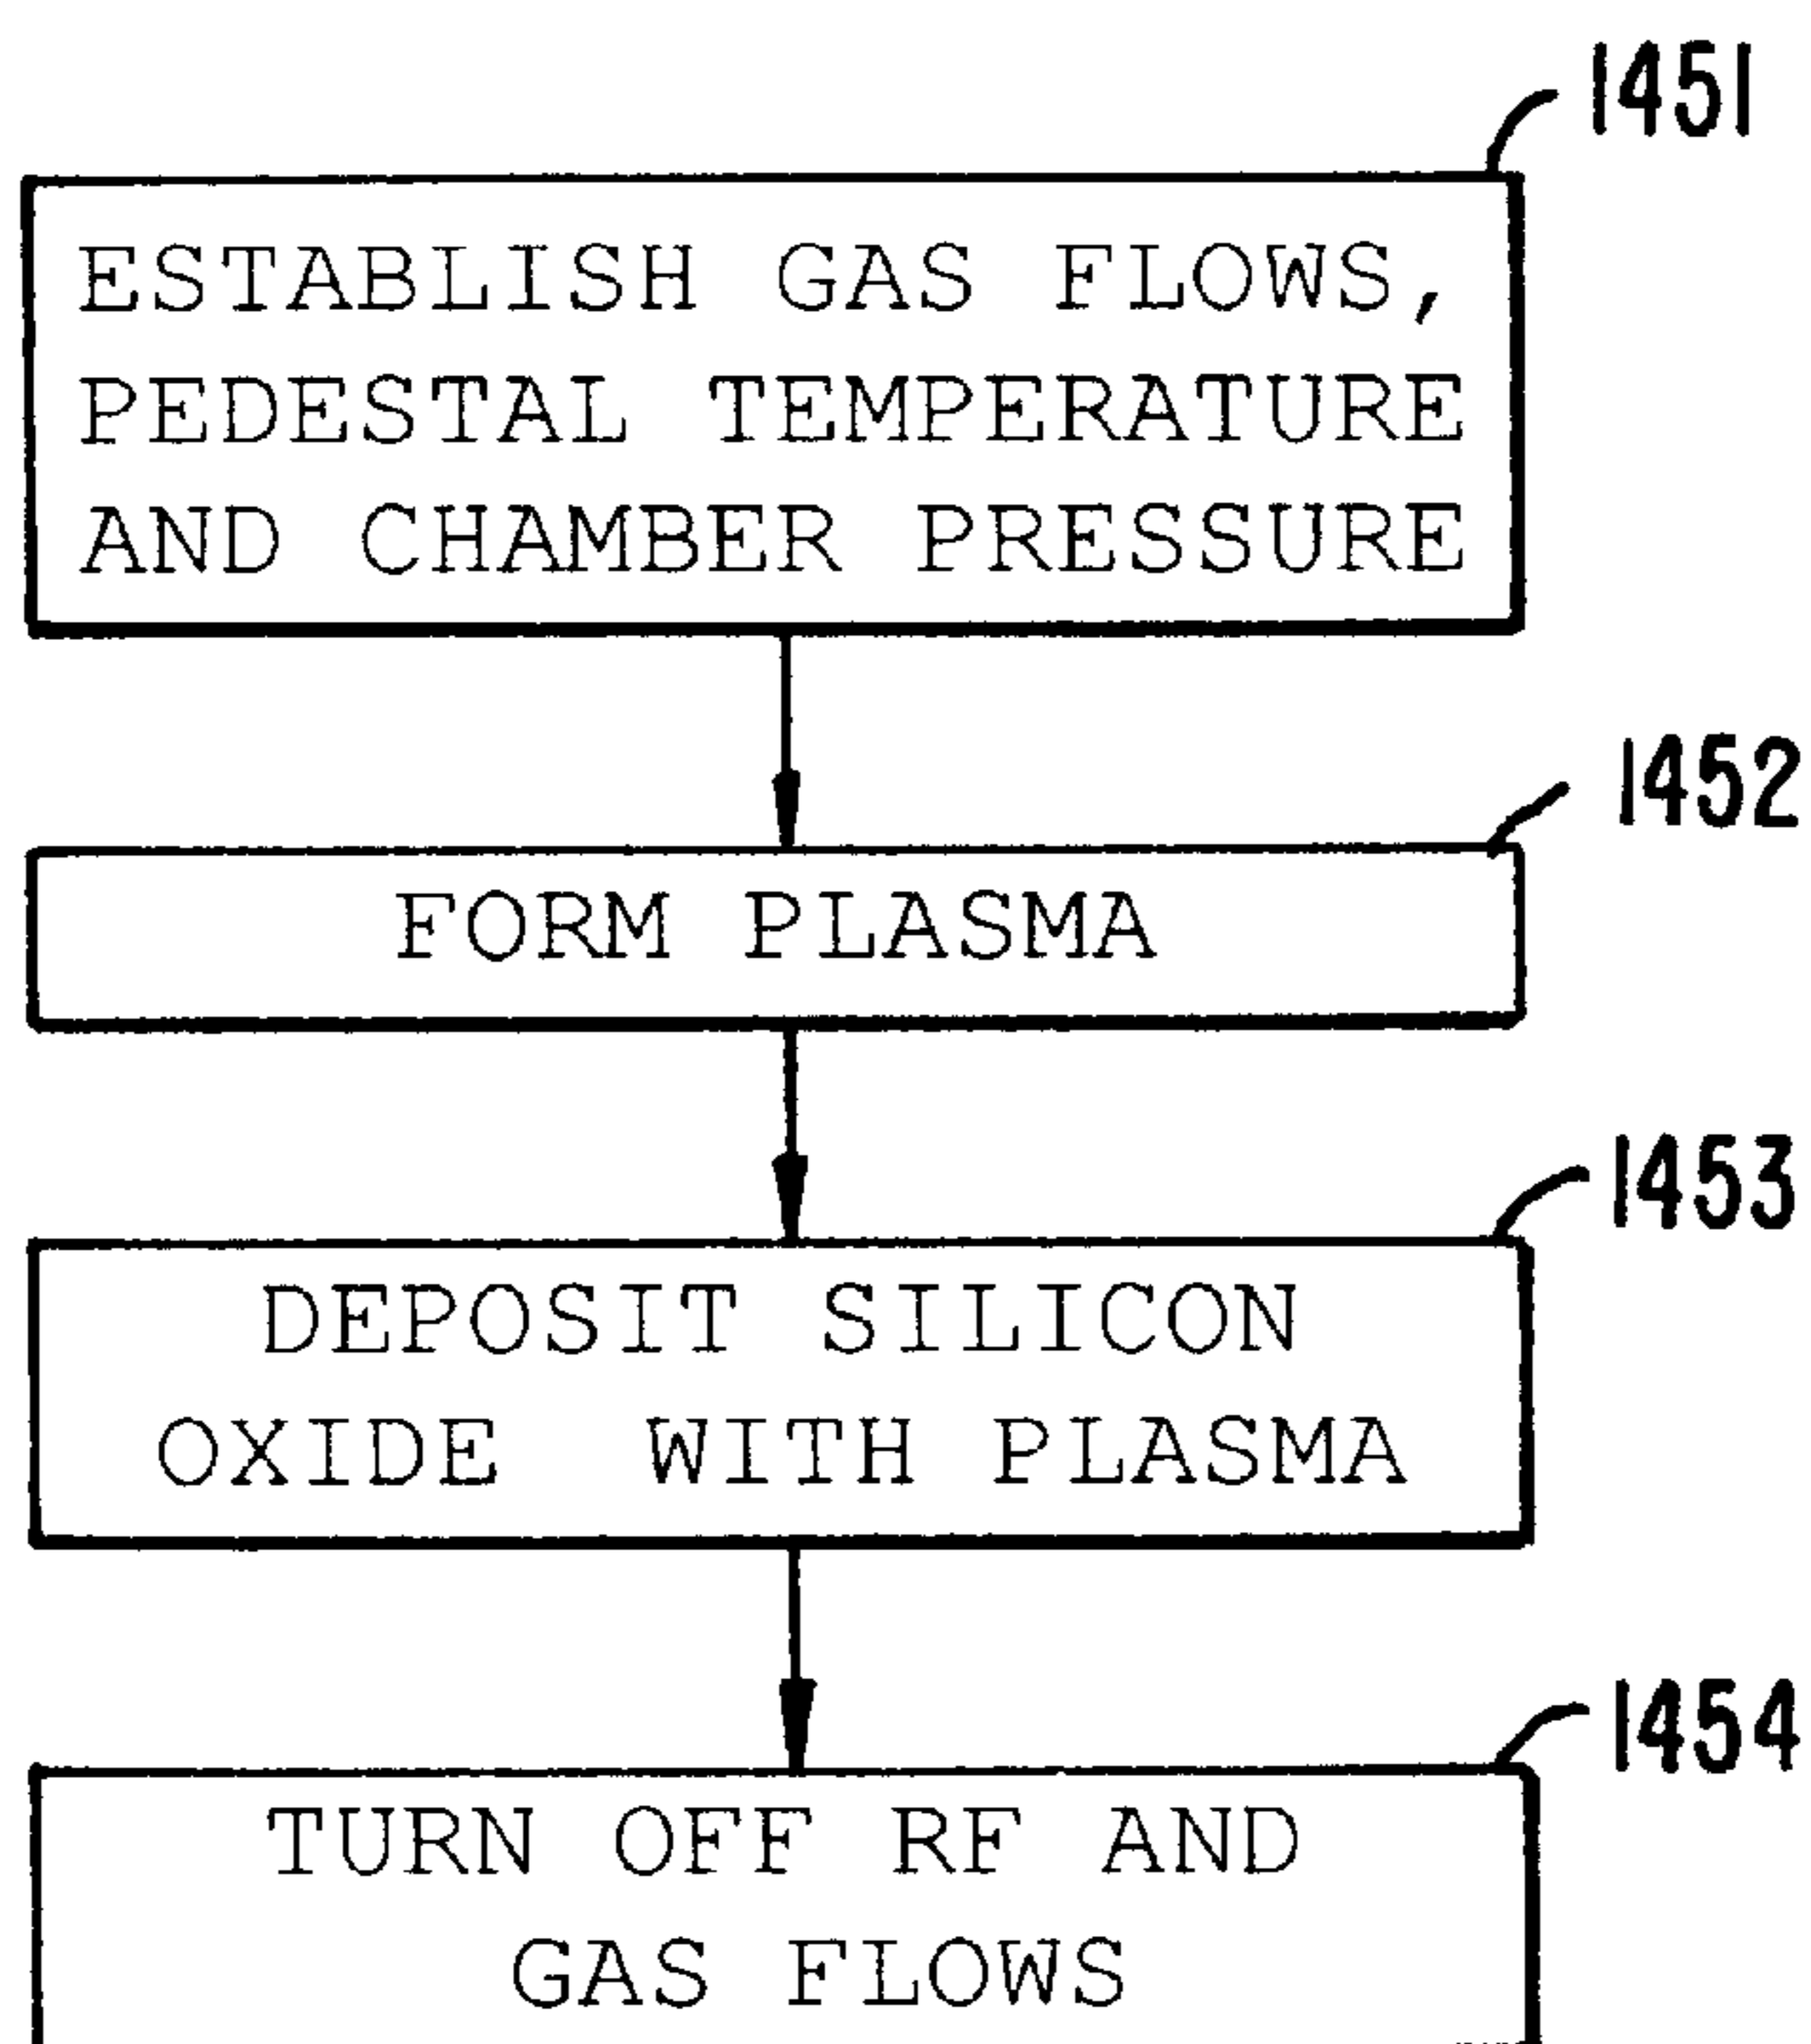 1451
ESTABLISH GAS FLOWS,
PEDESTAL TEMPERATURE
AND CHAMBER PRESSURE
1452
FORM PLASMA
1453
DEPOSIT SILICON
OXIDE WITH PLASMA
1454
TURN OFF RF AND
GAS FLOWS